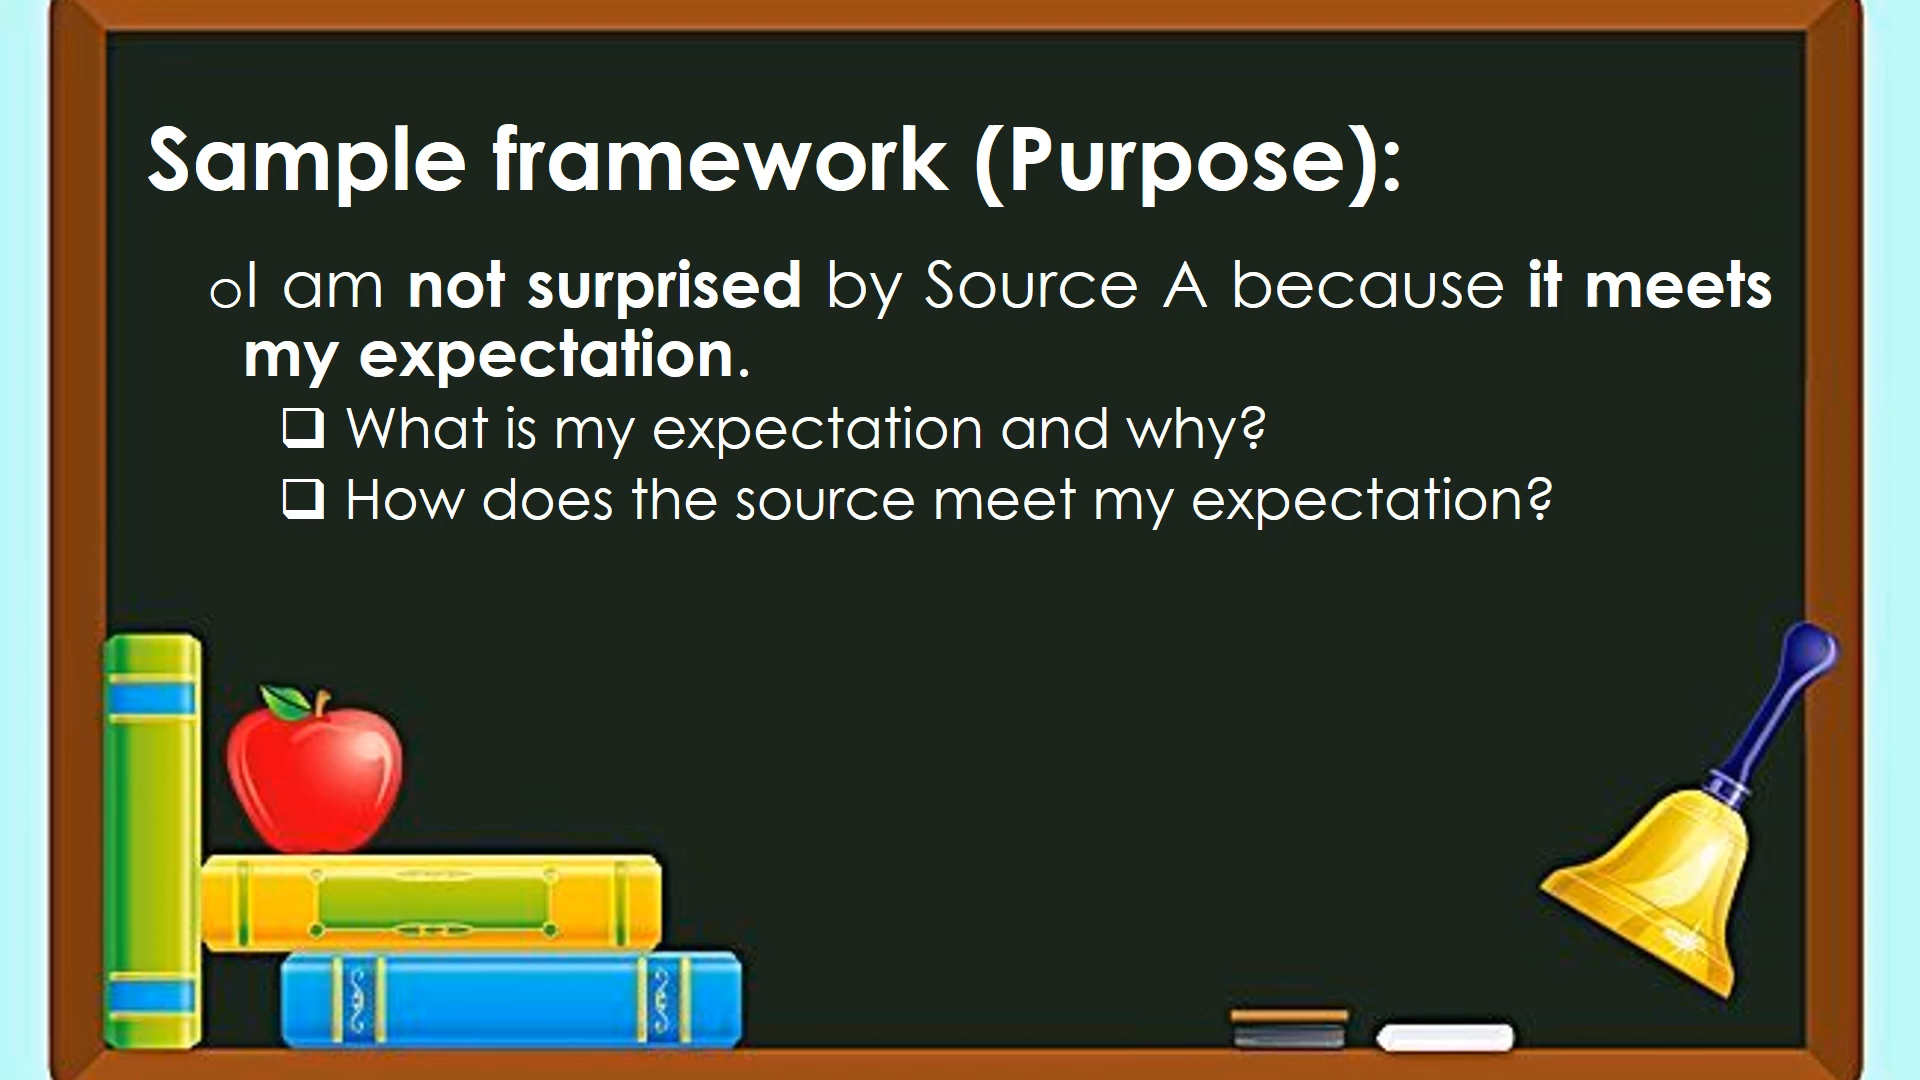 Sample framework (Purpose):
oI am not surprised by Source A because it meets
my expectation.
❑ What is my expectation and why?
❑ How does the source meet my expectation?